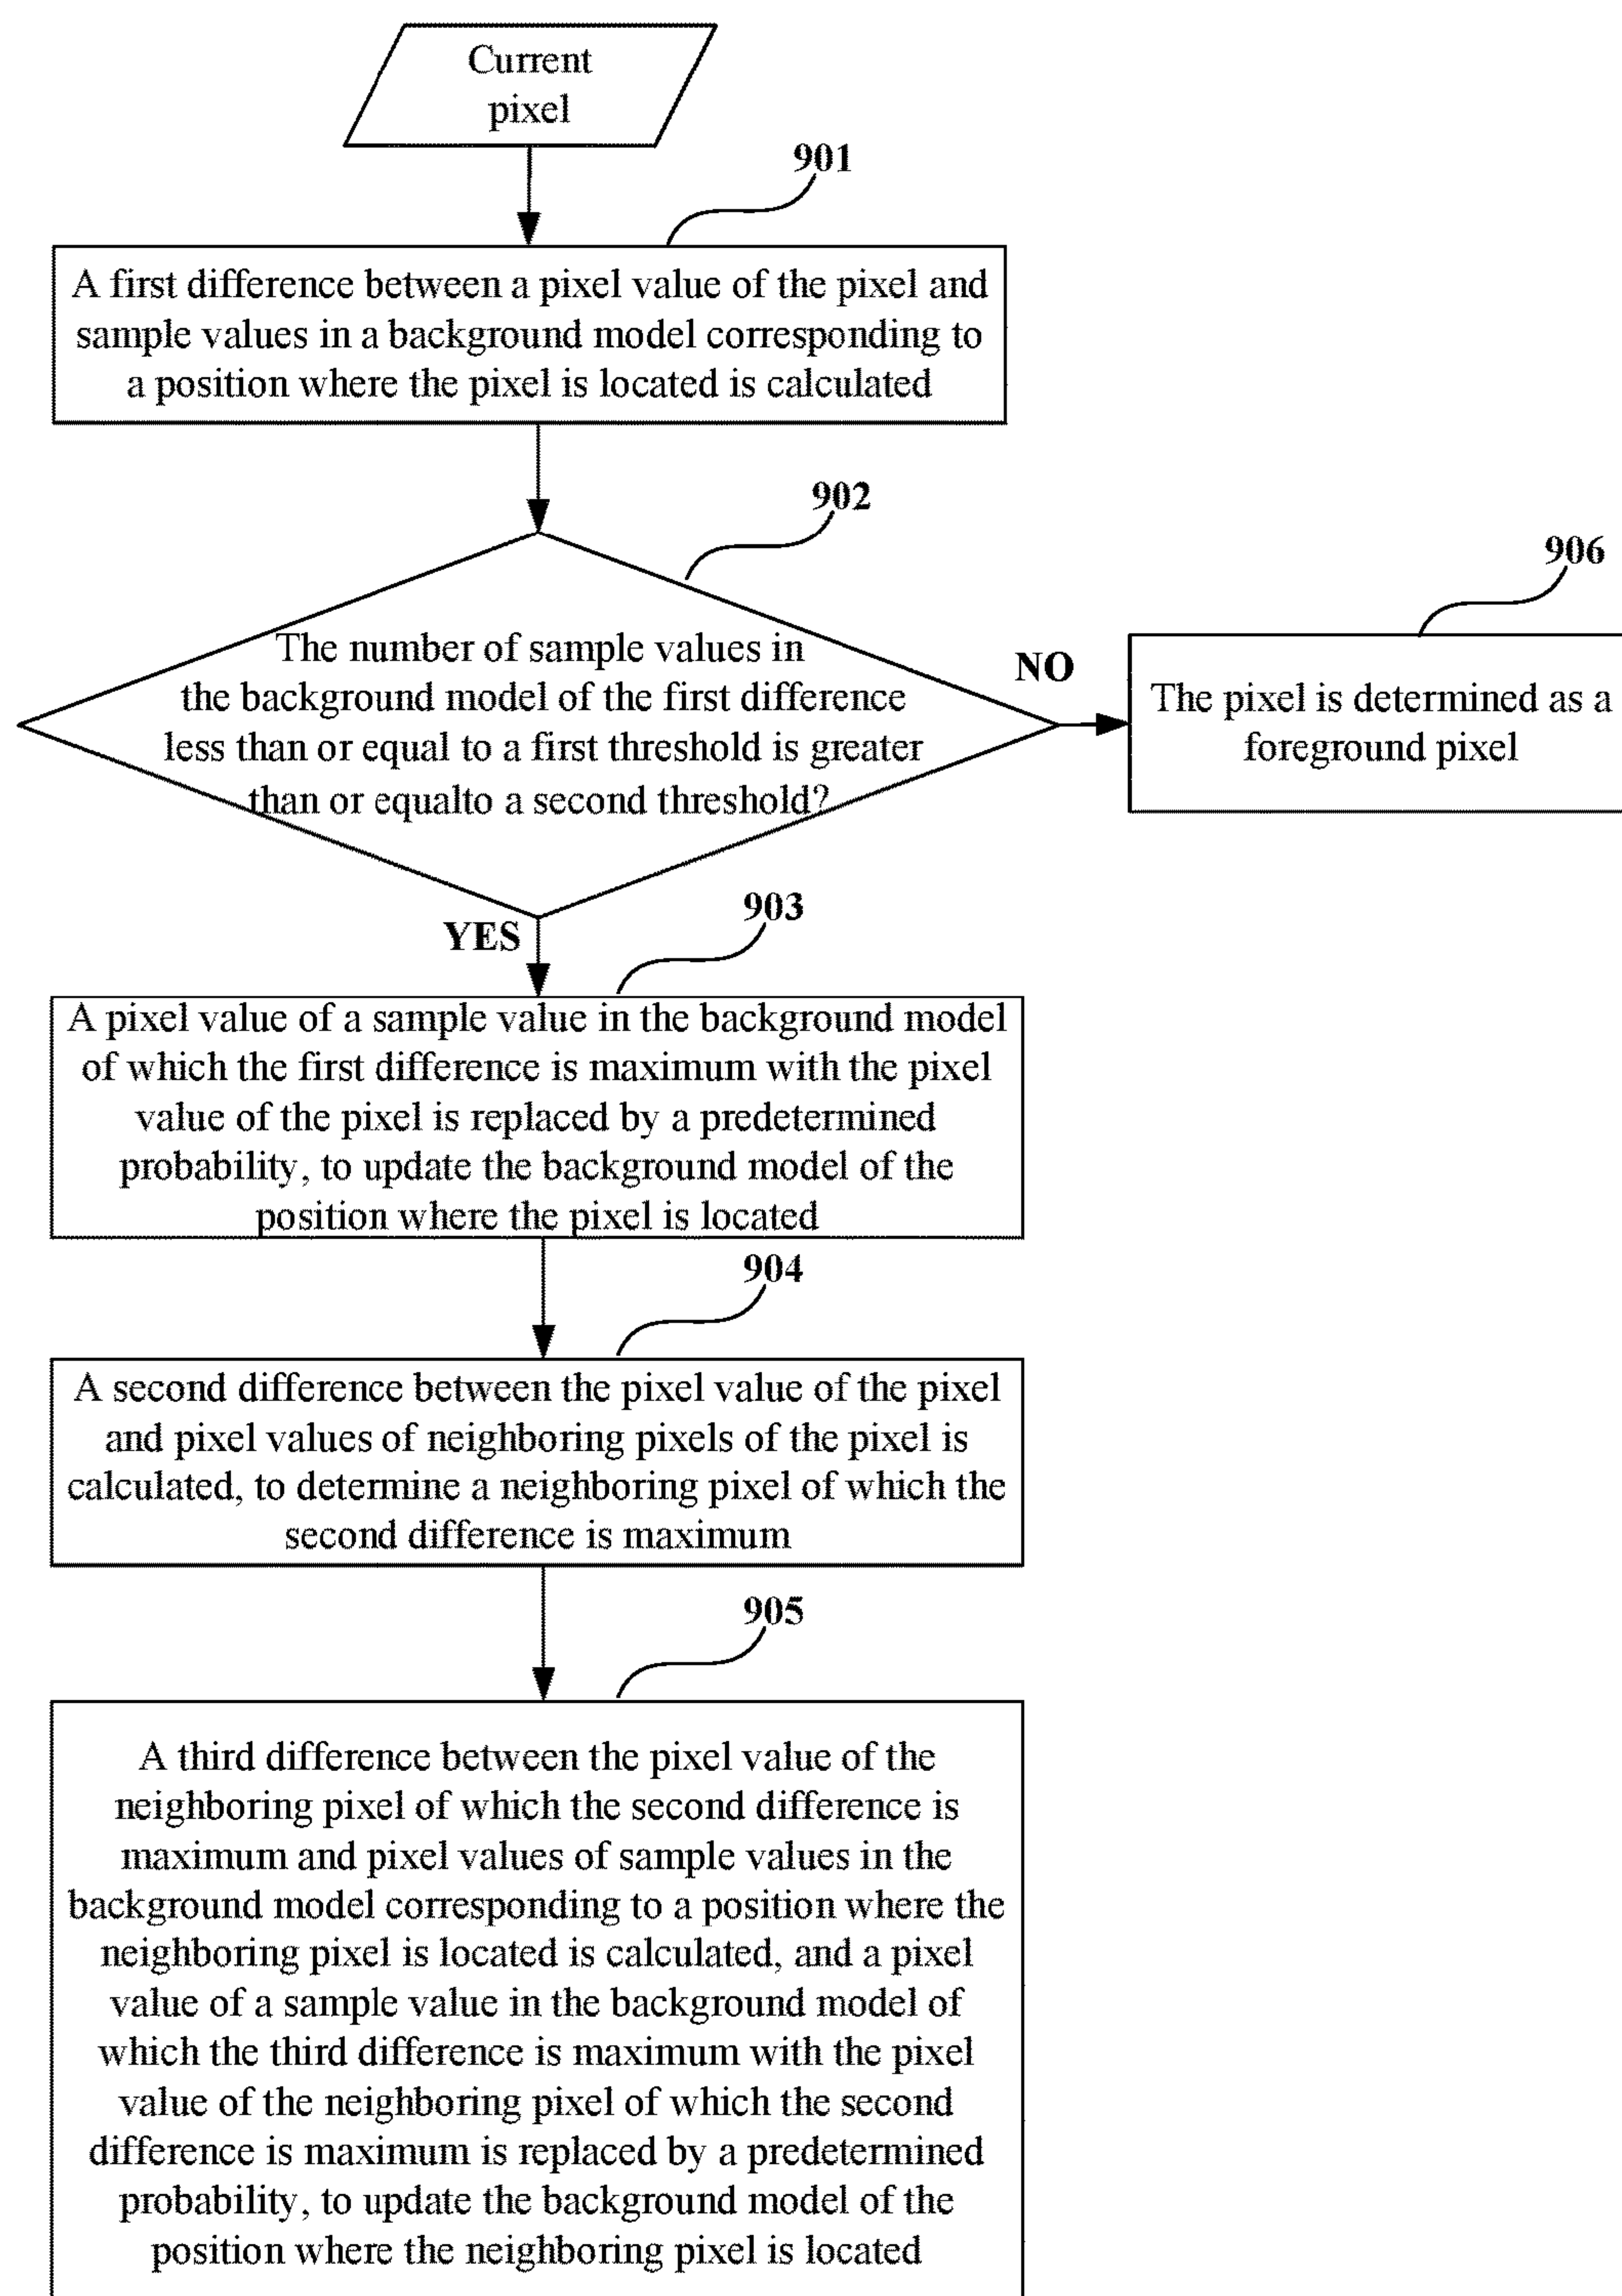 Current
pixel
901
A first difference between a pixel value of the pixel and
sample values in a background model corresponding to
a position where the pixel is located is calculated
902
The number of sample values in
the background model of the first difference
less than or equal to a first threshold is greater
than or equalto a second threshold?
NO
906
The pixel is determined as a
foreground pixel
YES
903
A pixel value of a sample value in the background model
of which the first difference is maximum with the pixel
value of the pixel is replaced by a predetermined
probability, to update the background model of the
position where the pixel is located
904
A second difference between the pixel value of the pixel
and pixel values of neighboring pixels of the pixel is
calculated, to determine a neighboring pixel of which the
second difference is maximum
905
A third difference between the pixel value of the
neighboring pixel of which the second difference is
maximum and pixel values of sample values in the
background model corresponding to a position where the
neighboring pixel is located is calculated, and a pixel
value of a sample value in the background model of
which the third difference is maximum with the pixel
value of the neighboring pixel of which the second
difference is maximum is replaced by a predetermined
probability, to update the background model of the
position where the neighboring pixel is located